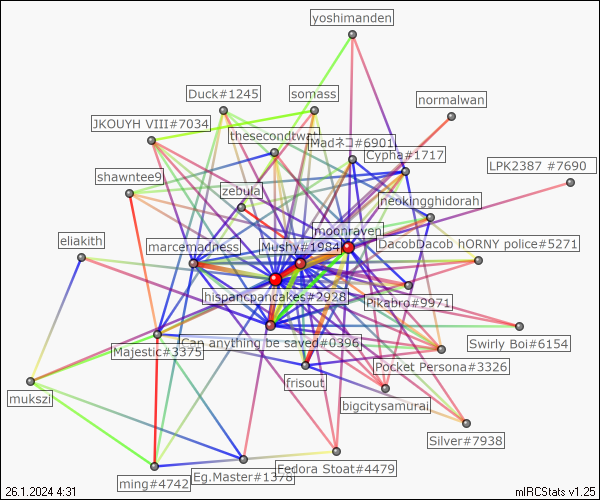 yoshimanden
Duck#1245
somass
normalwan
JKOUYH VIII#7034
thesecondtwat
Madネコ#6901
Cypha#1717
LPK2387 #7690
shawntee9
zebulaj
neokingghidorah
moonraven
eliakith
marcemadness
Mushy#1984
DacobDacob hORNY police#5271
hispancpancakes#2928
Pikabro#9971
Can anything be saved#0396
Swirly Boi#6154
Majestic#3375
Pocket Persona#3326
frisout
mukszi
bigcitysamurai
Silver#7938
Fedora Stoat#4479
Eg.Master#1378
ming#4742
26.1.2024 4:31
mIRCStats v1.25